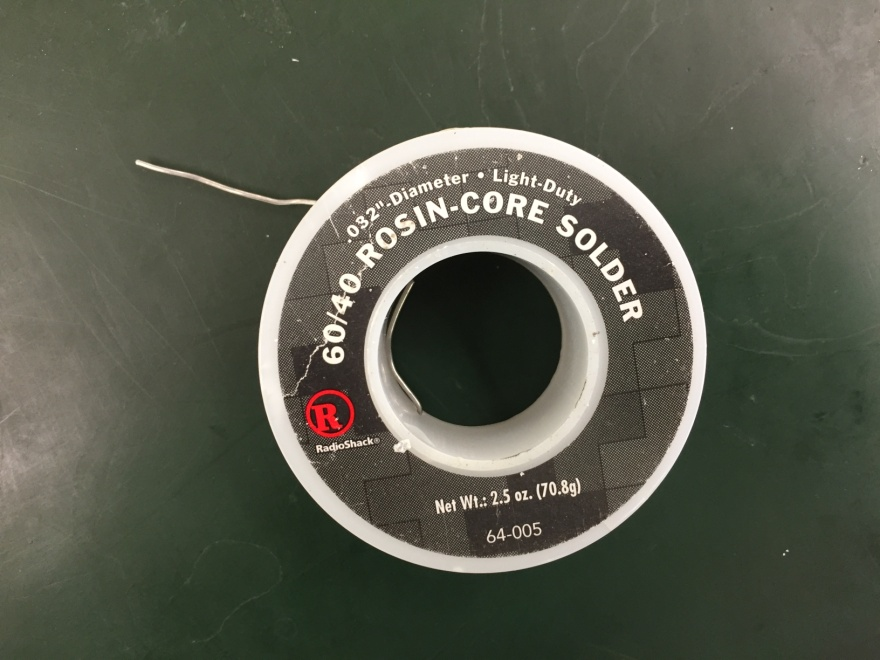 .032"-Diameter • Light-Duty
60/40 ROSIN-CORE SOLDER
R
RadioShack®
Net Wt.: 2.5 oz. (70.8g)
64-005